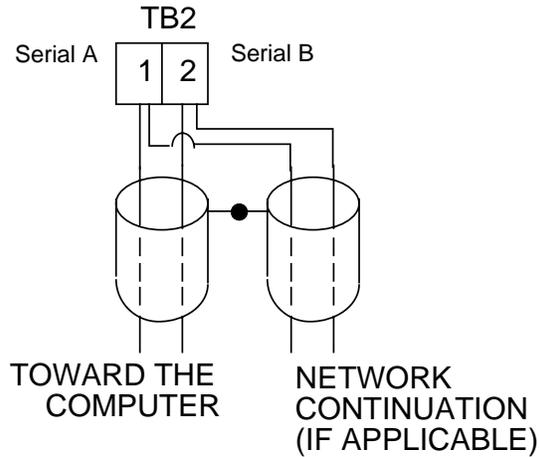 TB2
Serial A
1 2
Serial B
TOWARD THE
COMPUTER
NETWORK
CONTINUATION
(IF APPLICABLE)